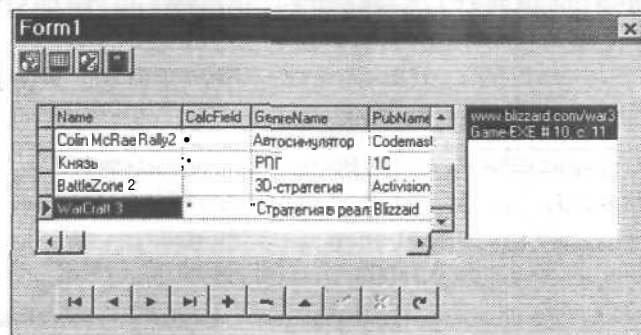 Form1
Name CalcField GenreName PubName
Colin McRae Rally2 • Автосимулятор Codemast
Князь ;• РПГ 1C
BattleZone 2 3D-стратегия Activision
WarCraft 3 * "Стратегия в реал Blizzaid
www.blizzard.com/war3
Game-EXE # 10, c. 11